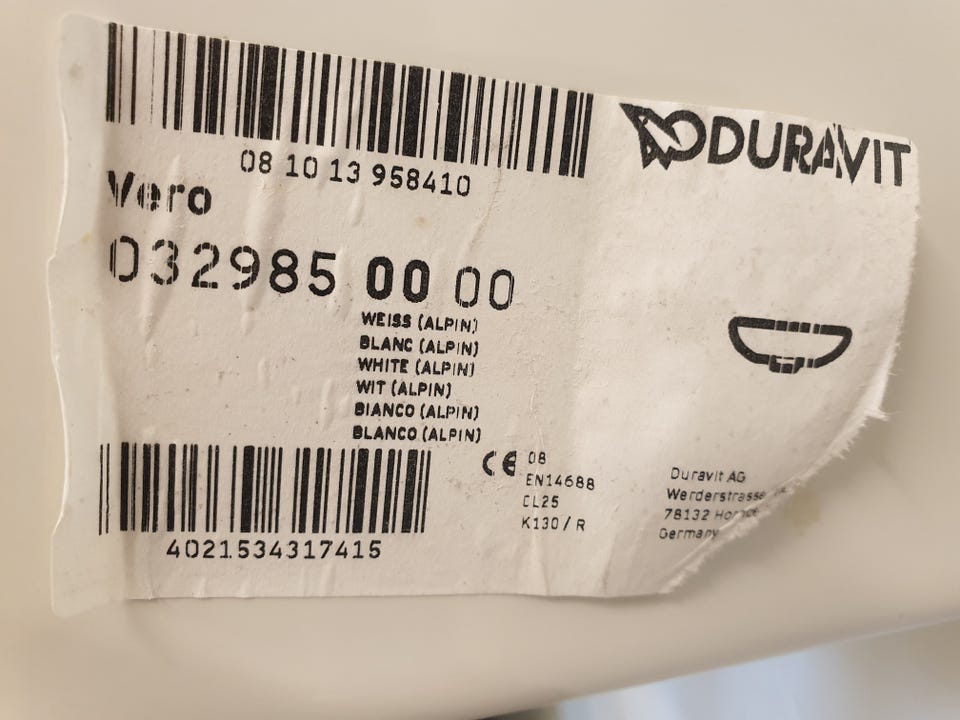 08 10 13 958410
DURAVIT
Vero
032985 00 00
WEISS (ALPIN)
BLANC (ALPIN)
WHITE (ALPIN)
WIT (ALPIN)
BIANCO (ALPIN)
BLANCO (ALPIN)
CE 08
EN14688
CL25
K130 / R
Duravit AG
Werderstrasse
78132
Germany
4021534317415